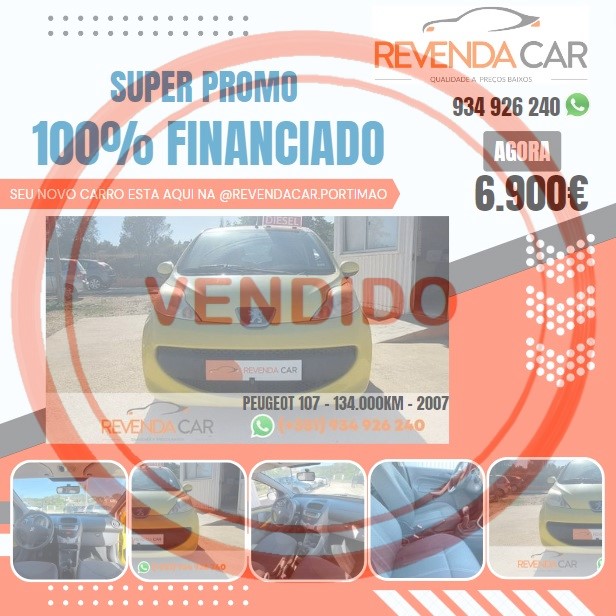 REVENDA CAR
QUALIDADE A PREÇOS BAIXOS
934 926 240
SUPER PROMO
100% FINANCIADO
AGORA
6.900€
SEU NOVO CARRO ESTA AQUI NA @REVENDACAR.PORTIMAO
DIESEL
VENDIDO
REVENDA CAR
PEUGEOT 107 - 134.000KM - 2007
REVENDA CAR
(+351) 934 926 240
REVENDA CAR